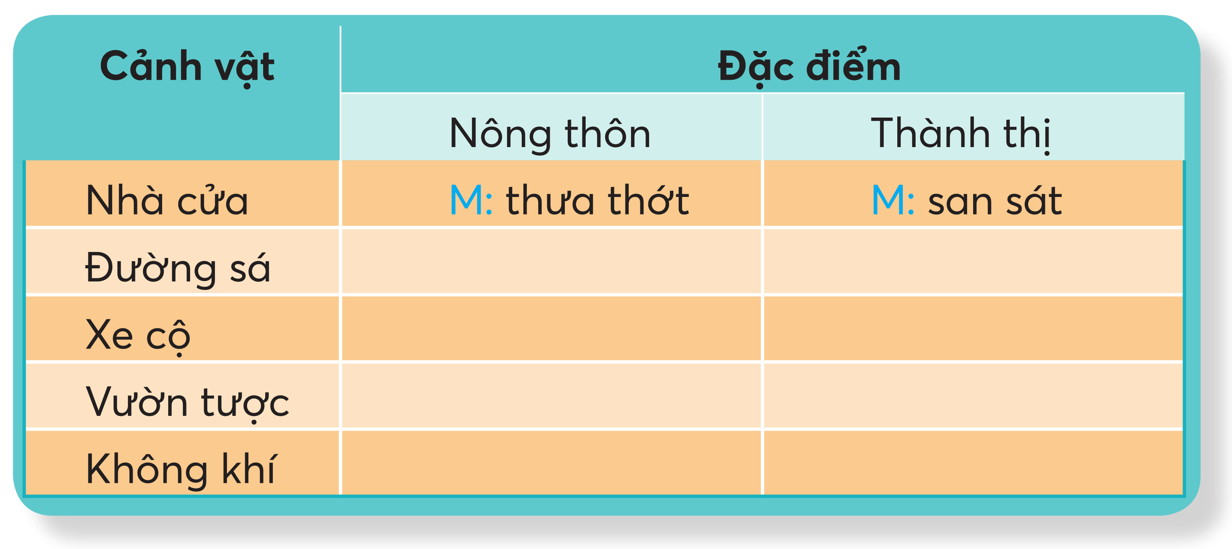 Cảnh vật Đặc điểm
Nông thôn Thành thị
Nhà cửa M: thưa thớt M: san sát
Đường sá
Xe cộ
Vườn tược
Không khí